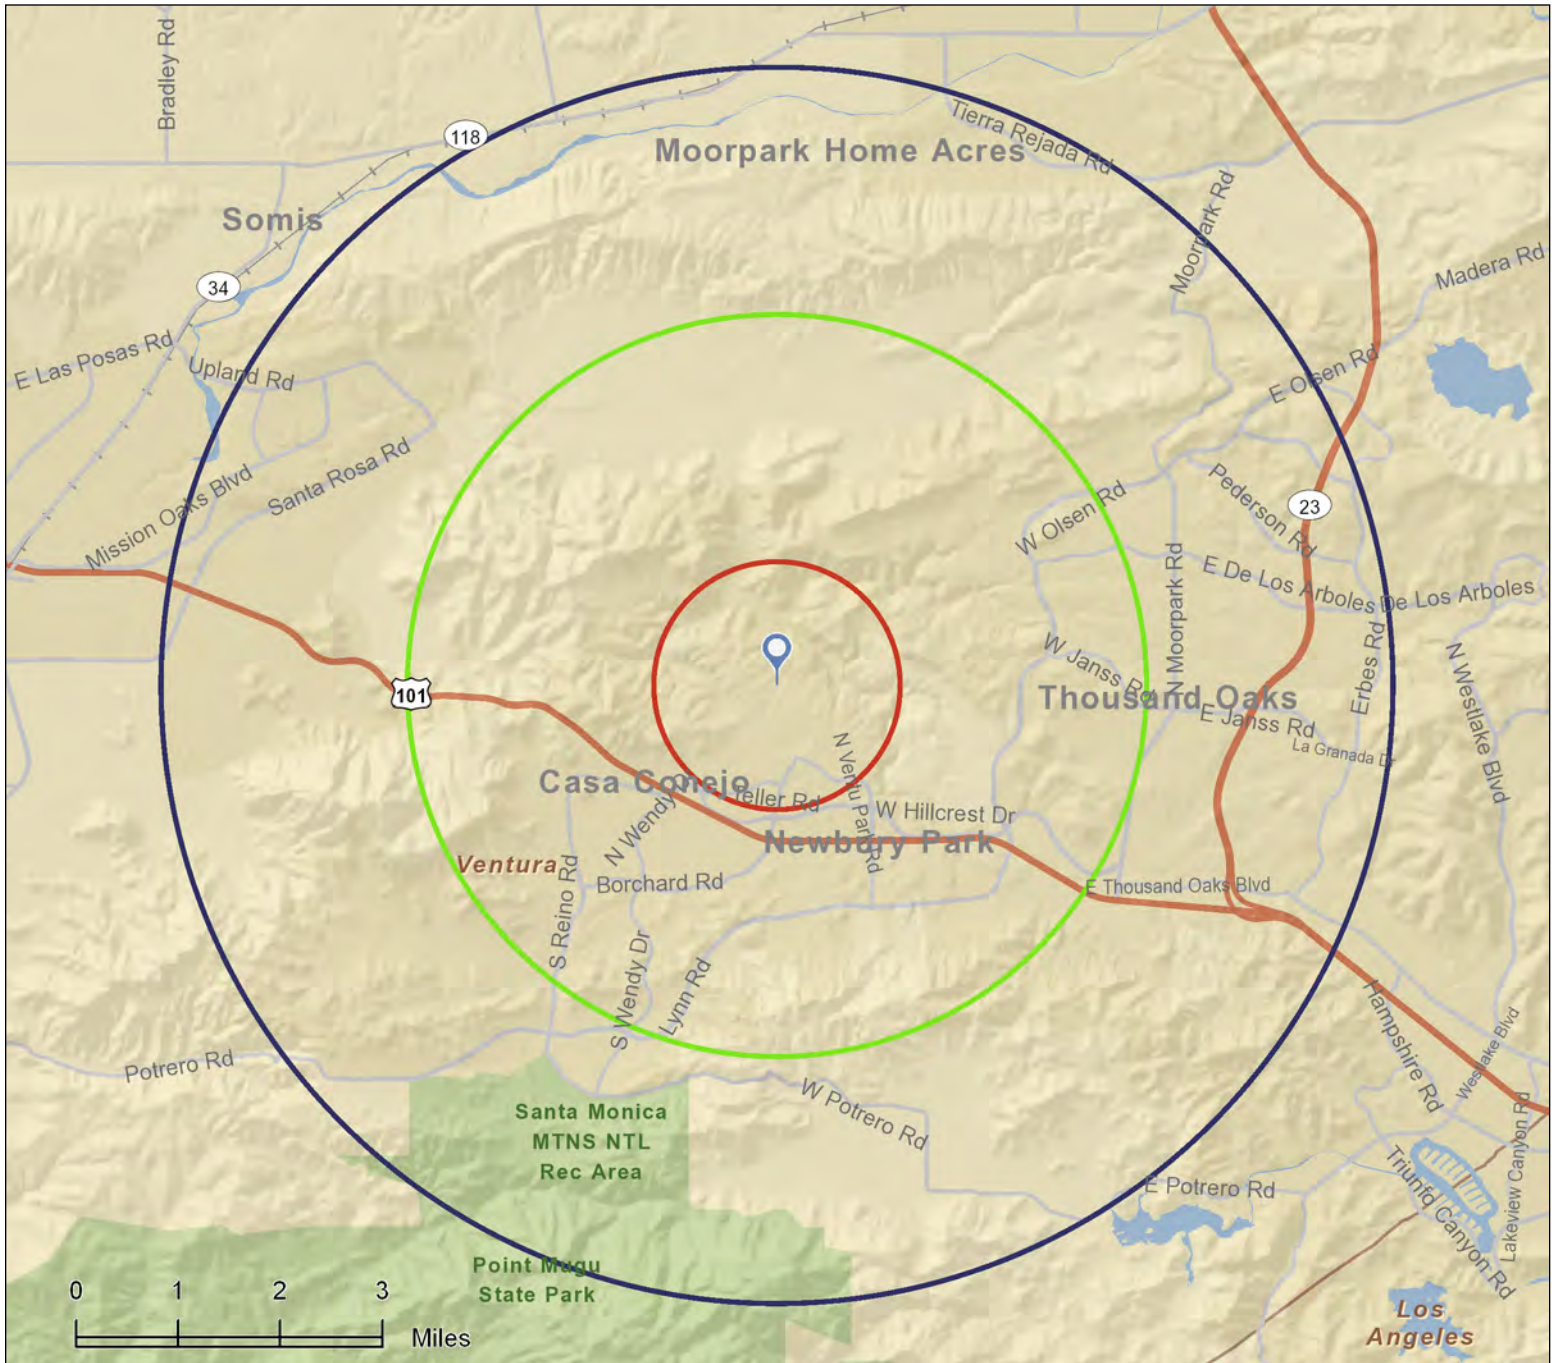 Bradley Rd
118
Tierra Rejada Rd
Moorpark Home Acres
Somis
Moorpark Rd
34
Madera Rd
E Las Posas Rd
Upland Rd
E Olsen Rd
Santa Rosa Rd
Mission Oaks Blvd
W Olsen Rd
Pederson Rd
23
N Moorpark Rd
E De Los Arboles
De Los Arboles
W Janss Rd
Erbes Rd
N Westlake Blvd
101
Thousand Oaks
E Janss Rd
La Granada Dr
Casa Conejo
N Wendy
Teller Rd
N Ventu Park Rd
W Hillcrest Dr
Newbury Park
Ventura
Borchard Rd
E Thousand Oaks Blvd
S Reino Rd
S Wendy Dr
Lynn Rd
Hampshire Rd
Westlake Blvd
Potrero Rd
W Potrero Rd
Santa Monica
MTNS NTL
Rec Area
E Potrero Rd
Triunfo Canyon Rd
Lakeview Canyon Rd
Point Mugu
State Park
0 1 2 3
Miles
Los
Angeles